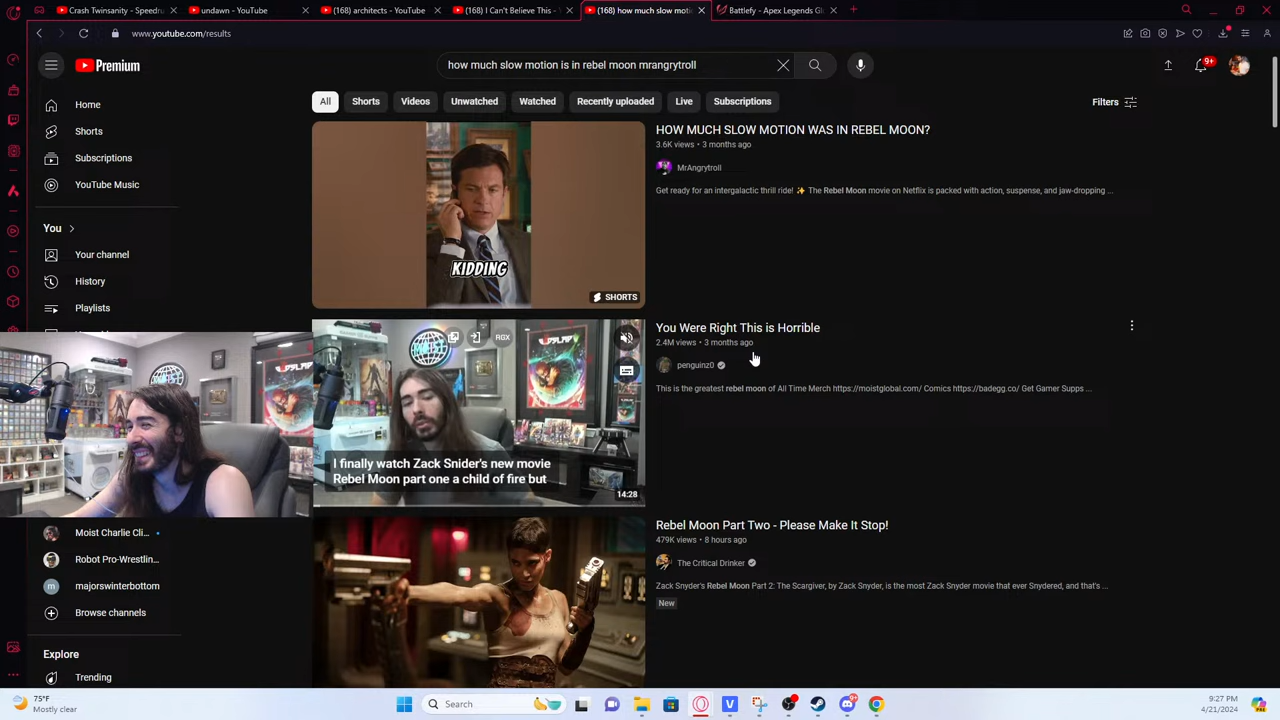 Crash Twinsanity - Speedru
undawn - YouTube
(168) architects - YouTube
(168) I Can't Believe This -
(168) how much slow moti
Battlefy - Apex Legends Gl
www.youtube.com/results
Premium
how much slow motion is in rebel moon mrangrytroll
9+
All
Shorts
Videos
Unwatched
Watched
Recently uploaded
Live
Subscriptions
Filters
Home
Shorts
Subscriptions
YouTube Music
You
Your channel
History
Playlists
Moist Charlie Cli...
Robot Pro-Wrestlin...
majorswinterbottom
Browse channels
Explore
Trending
KIDDING
SHORTS
HOW MUCH SLOW MOTION WAS IN REBEL MOON?
3.6K views • 3 months ago
MrAngrytroll
Get ready for an intergalactic thrill ride! ✨ The Rebel Moon movie on Netflix is packed with action, suspense, and jaw-dropping ...
RGX
I finally watch Zack Snider's new movie
Rebel Moon part one a child of fire but
14:28
You Were Right This is Horrible
2.4M views • 3 months ago
penguinz0
This is the greatest rebel moon of All Time Merch https://moistglobal.com/ Comics https://badegg.co/ Get Gamer Supps ...
Rebel Moon Part Two - Please Make It Stop!
479K views • 8 hours ago
The Critical Drinker
Zack Snyder's Rebel Moon Part 2: The Scargiver, by Zack Snyder, is the most Zack Snyder movie that ever Snydered, and that's ...
New
75°F
Mostly clear
Search
9+
9:27 PM
4/21/2024